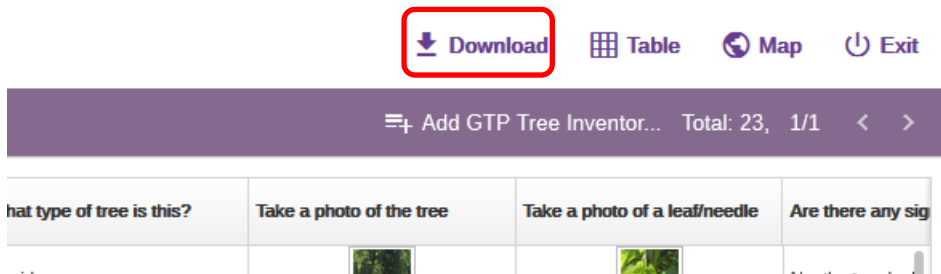 Download Table Map Exit
Add GTP Tree Inventor... Total: 23, 1/1
hat type of tree is this? Take a photo of the tree Take a photo of a leaf/needle Are there any sig